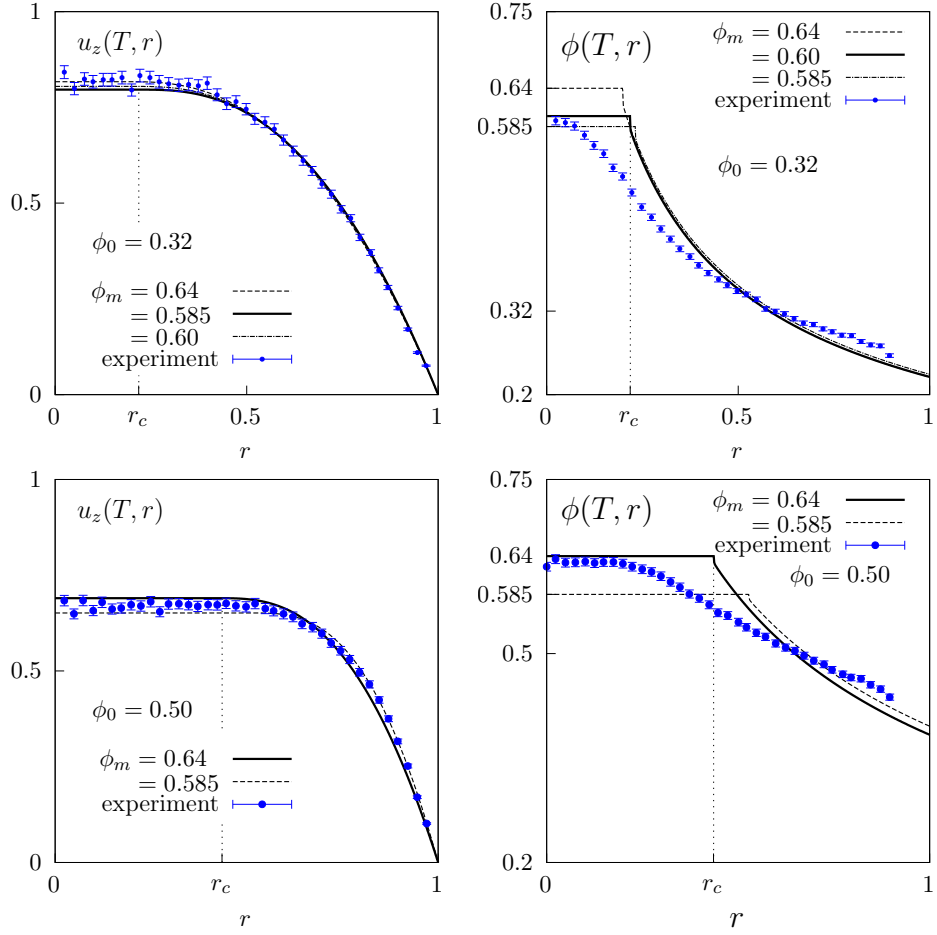 1
u_z(T, r)
0.5
ϕ_0 = 0.32
ϕ_m = 0.64
= 0.585
= 0.60
experiment
0
0
r_c
0.5
1
r
0.75
ϕ(T, r)
ϕ_m = 0.64
= 0.60
= 0.585
experiment
0.64
0.585
ϕ_0 = 0.32
0.32
0.2
0
r_c
0.5
1
r
1
u_z(T, r)
0.5
ϕ_0 = 0.50
ϕ_m = 0.64
= 0.585
experiment
0
0
r_c
1
r
0.75
ϕ(T, r)
ϕ_m = 0.64
= 0.585
experiment
0.64
ϕ_0 = 0.50
0.585
0.5
0.2
0
r_c
1
r